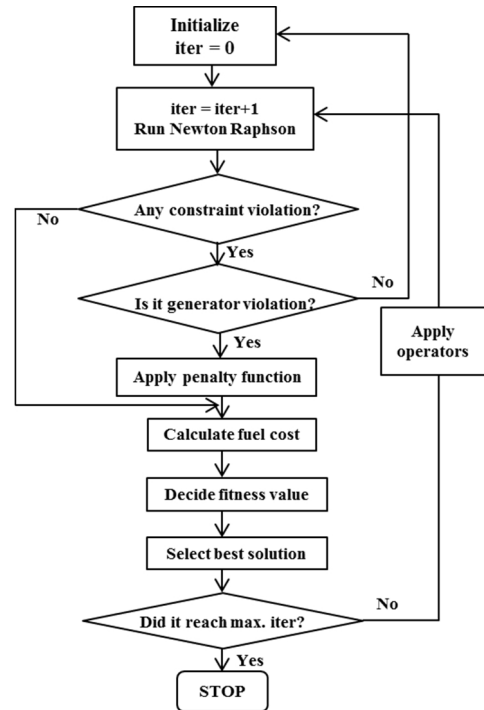 Initialize
iter = 0
iter = iter+1
Run Newton Raphson
No
Any constraint violation?
Yes
Is it generator violation?
No
Yes
Apply
operators
Apply penalty function
Calculate fuel cost
Decide fitness value
Select best solution
No
Did it reach max. iter?
Yes
STOP